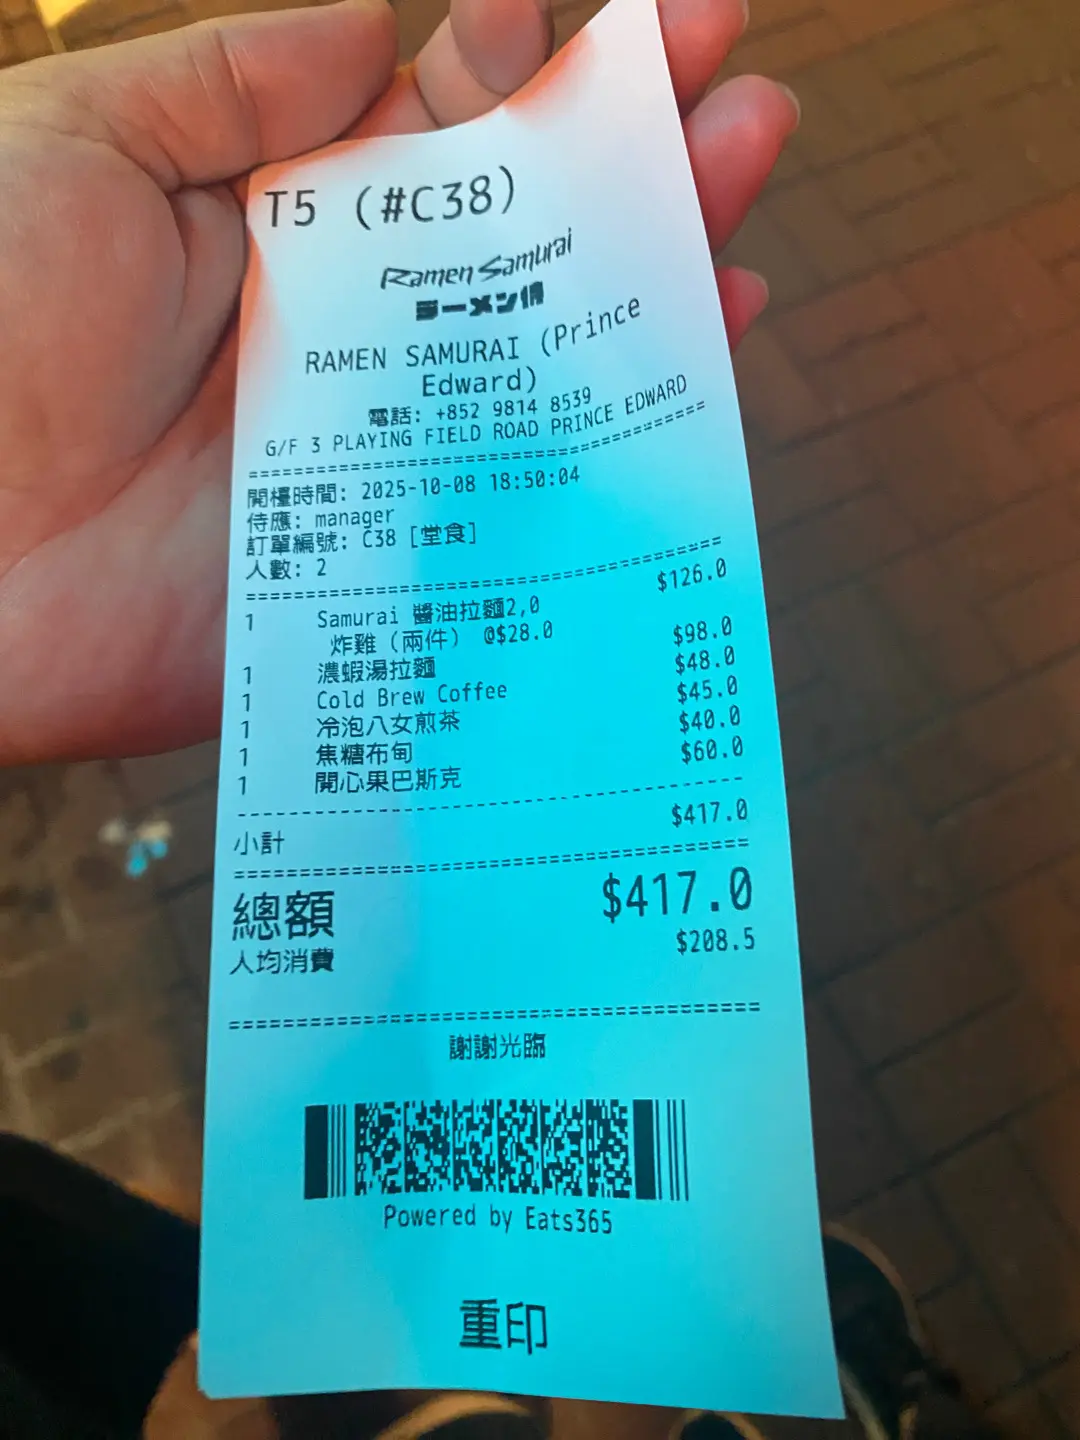 T5 (#C38)
Ramen Samurai
ラーメン侍
RAMEN SAMURAI (Prince
Edward)
電話: +852 9814 8539
G/F 3 PLAYING FIELD ROAD PRINCE EDWARD
開檯時間: 2025-10-08 18:50:04
侍應: manager
訂單編號: C38 [堂食]
人數: 2
1 Samurai 醬油拉麵2,0 $126.0
炸雞（兩件） @$28.0
1 濃蝦湯拉麵 $98.0
1 Cold Brew Coffee $48.0
1 冷泡八女煎茶 $45.0
1 焦糖布甸 $40.0
1 開心果巴斯克 $60.0
小計 $417.0
總額 $417.0
人均消費 $208.5
謝謝光臨
Powered by Eats365
重印